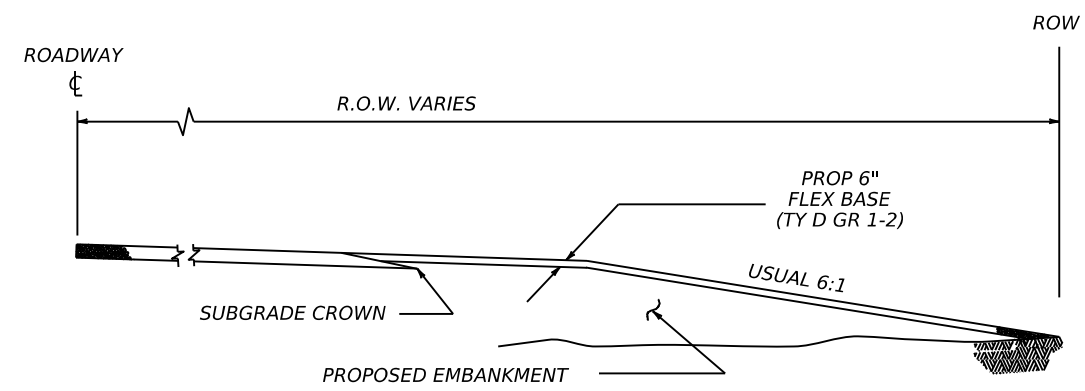 ROW
ROADWAY
℄
R.O.W. VARIES
PROP 6"
FLEX BASE
(TY D GR 1-2)
USUAL 6:1
SUBGRADE CROWN
PROPOSED EMBANKMENT